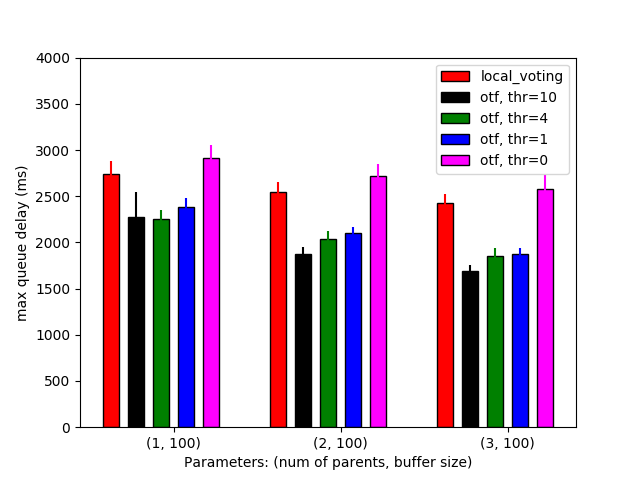 4000
3500
3000
2500
2000
1500
1000
500
0
max queue delay (ms)
local_voting
otf, thr=10
otf, thr=4
otf, thr=1
otf, thr=0
(1, 100)
(2, 100)
(3, 100)
Parameters: (num of parents, buffer size)